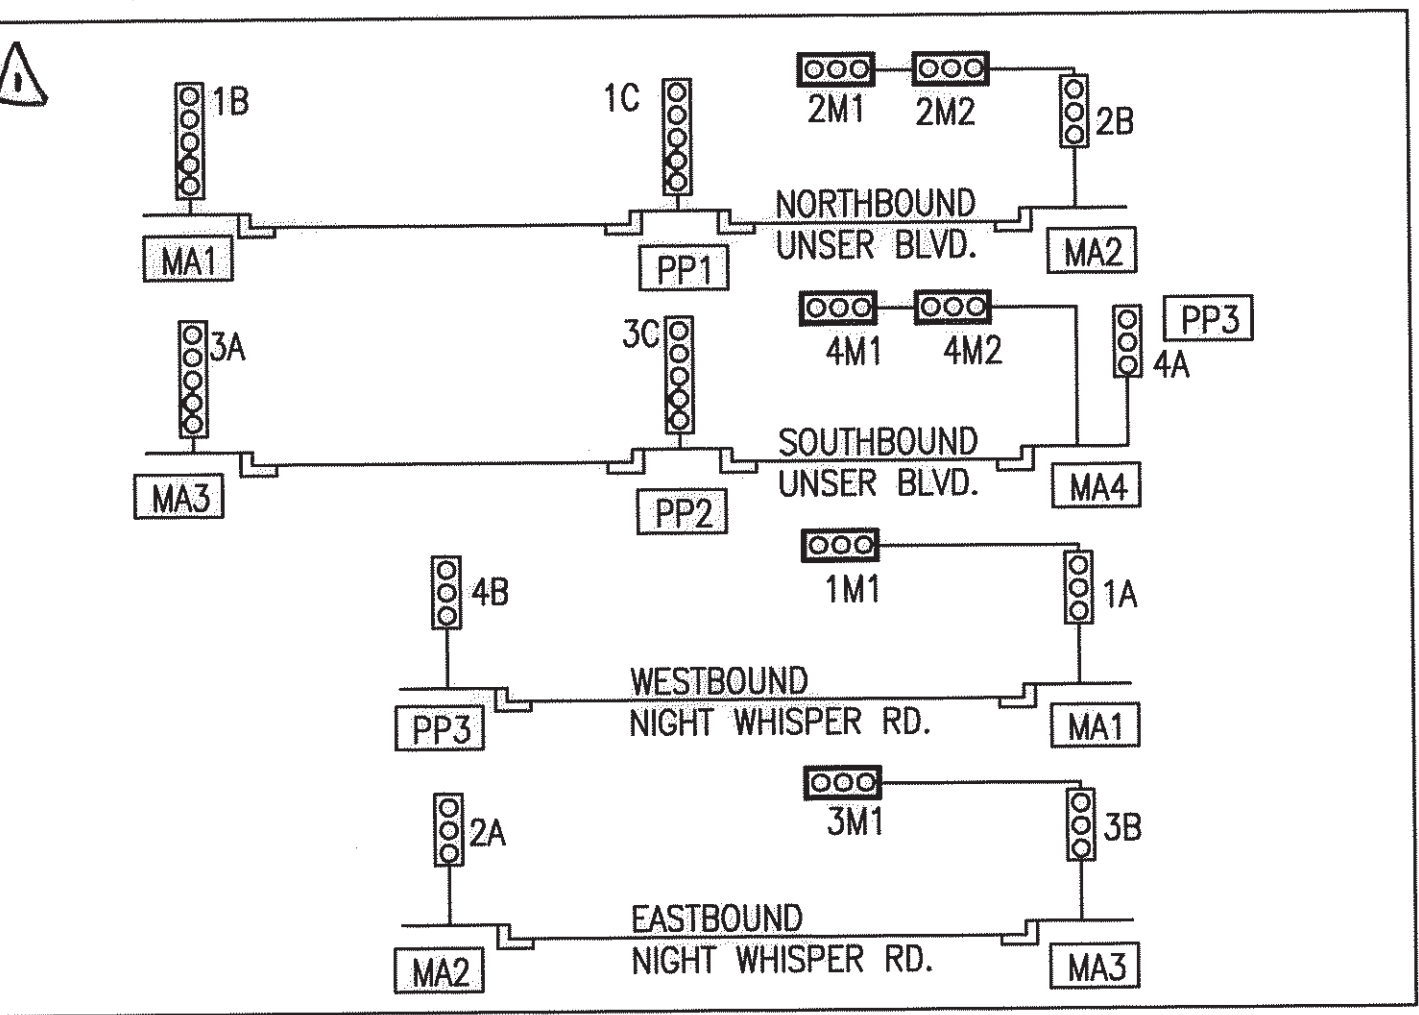 1B
1C
2M1
2M2
2B
NORTHBOUND
UNSER BLVD.
MA1
PP1
MA2
3A
3C
4M1
4M2
PP3
4A
SOUTHBOUND
UNSER BLVD.
MA3
PP2
MA4
4B
1M1
1A
WESTBOUND
NIGHT WHISPER RD.
PP3
MA1
2A
3M1
3B
EASTBOUND
NIGHT WHISPER RD.
MA2
MA3